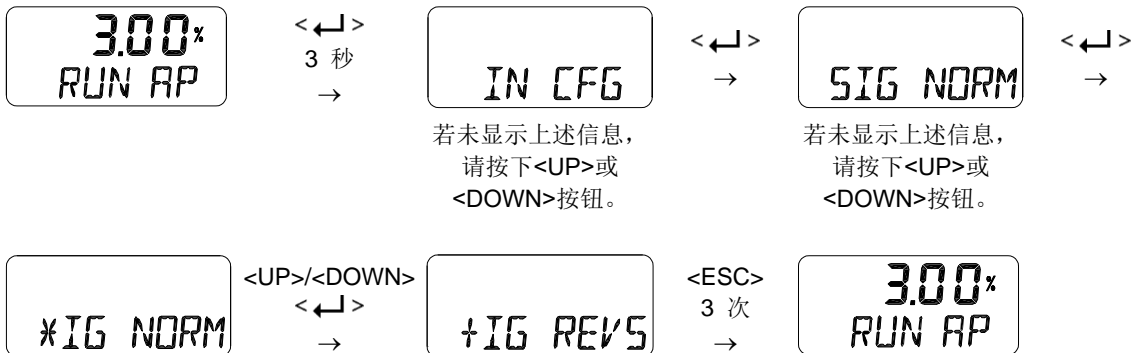 3.00%
RUN AP
<↵>
3 秒
→
IN CFG
若未显示上述信息，
请按下<UP>或
<DOWN>按钮。
<↵>
→
SIG NORM
若未显示上述信息，
请按下<UP>或
<DOWN>按钮。
<↵>
→
*IG NORM
<UP>/<DOWN>
<↵>
→
+IG REVS
<ESC>
3 次
→
3.00%
RUN AP